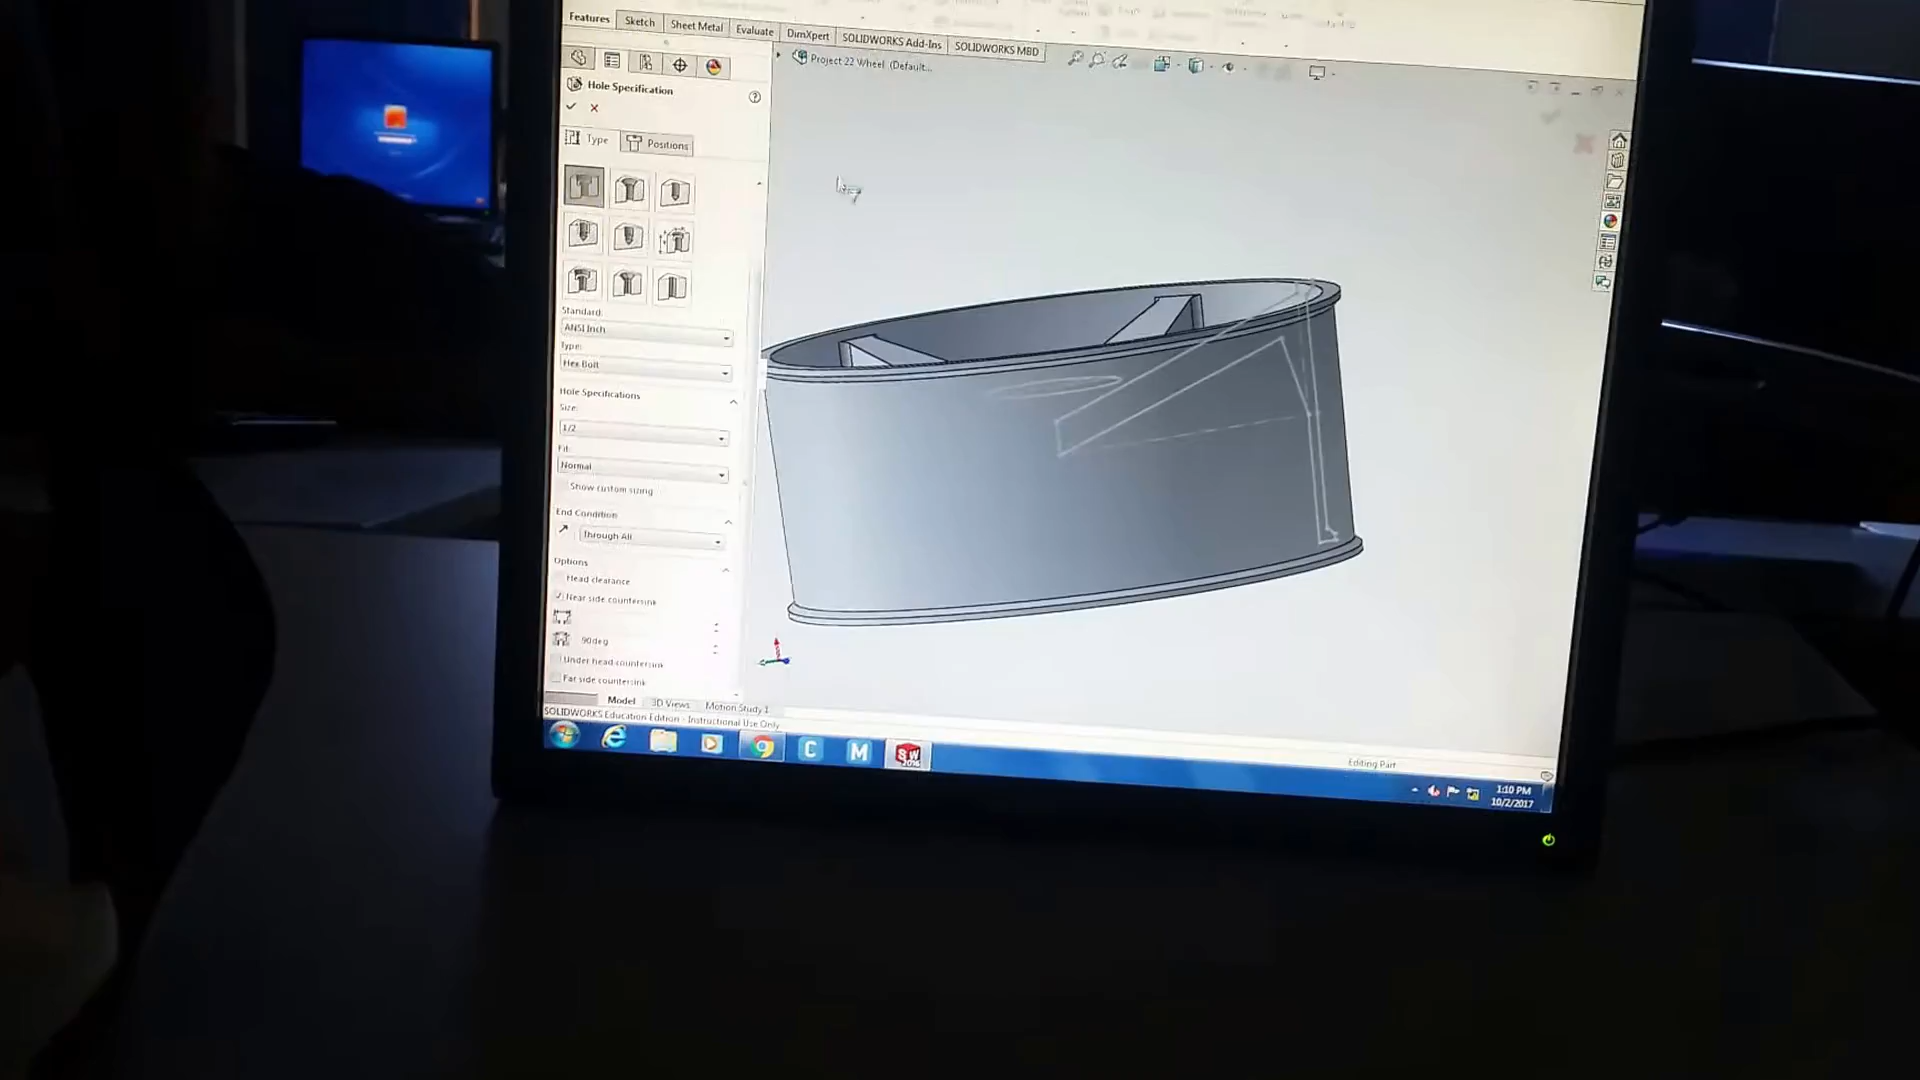 Features Sketch Sheet Metal Evaluate DimXpert SOLIDWORKS Add-Ins SOLIDWORKS MBD
Project 22 Wheel (Default...
Hole Specification
Type Positions
Standard:
ANSI Inch
Type:
Hex Bolt
Hole Specifications
Size:
1/2
Fit:
Normal
Show custom sizing
End Condition
Through All
Options
Head clearance
Near side countersink
90deg
Under head countersink
Far side countersink
Model 3D Views Motion Study 1
SOLIDWORKS Education Edition - Instructional Use Only
Editing Part
C M SW 2016
1:10 PM
10/2/2017